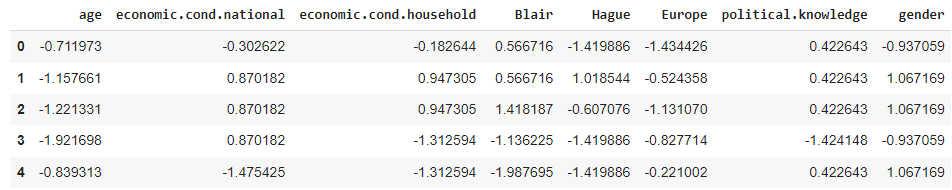 age economic.cond.national economic.cond.household Blair Hague Europe political.knowledge gender
0 -0.711973 -0.302622 -0.182644 0.566716 -1.419886 -1.434426 0.422643 -0.937059
1 -1.157661 0.870182 0.947305 0.566716 1.018544 -0.524358 0.422643 1.067169
2 -1.221331 0.870182 0.947305 1.418187 -0.607076 -1.131070 0.422643 1.067169
3 -1.921698 0.870182 -1.312594 -1.136225 -1.419886 -0.827714 -1.424148 -0.937059
4 -0.839313 -1.475425 -1.312594 -1.987695 -1.419886 -0.221002 0.422643 1.067169